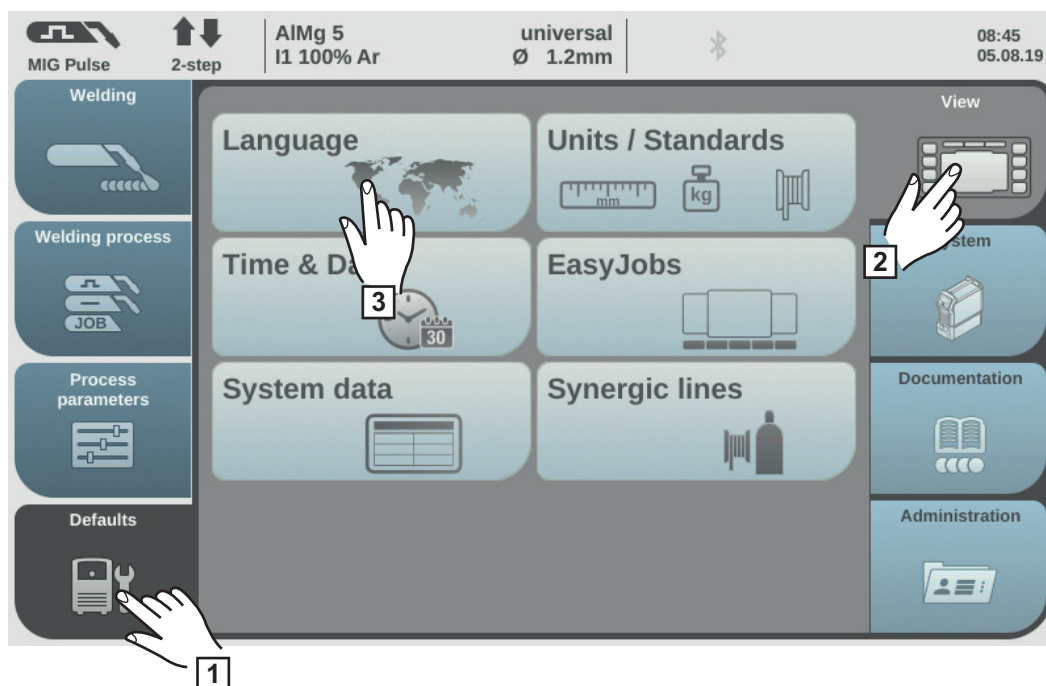 MIG Pulse
2-step
AlMg 5
I1 100% Ar
universal
Ø 1.2mm
08:45
05.08.19
Welding
Welding process
JOB
Process
parameters
Defaults
Language
Units / Standards
mm
kg
Time &
30
EasyJobs
System data
Synergic lines
View
Documentation
Administration
1
2
3